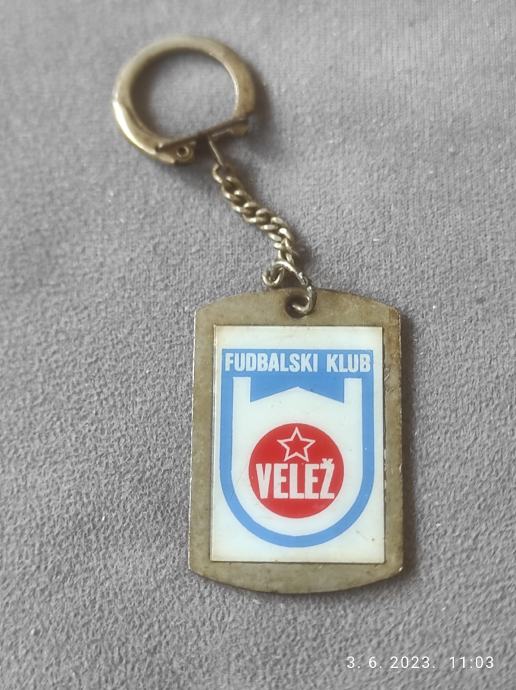 FUDBALSKI KLUB
VELEŽ
3. 6. 2023. 11:03